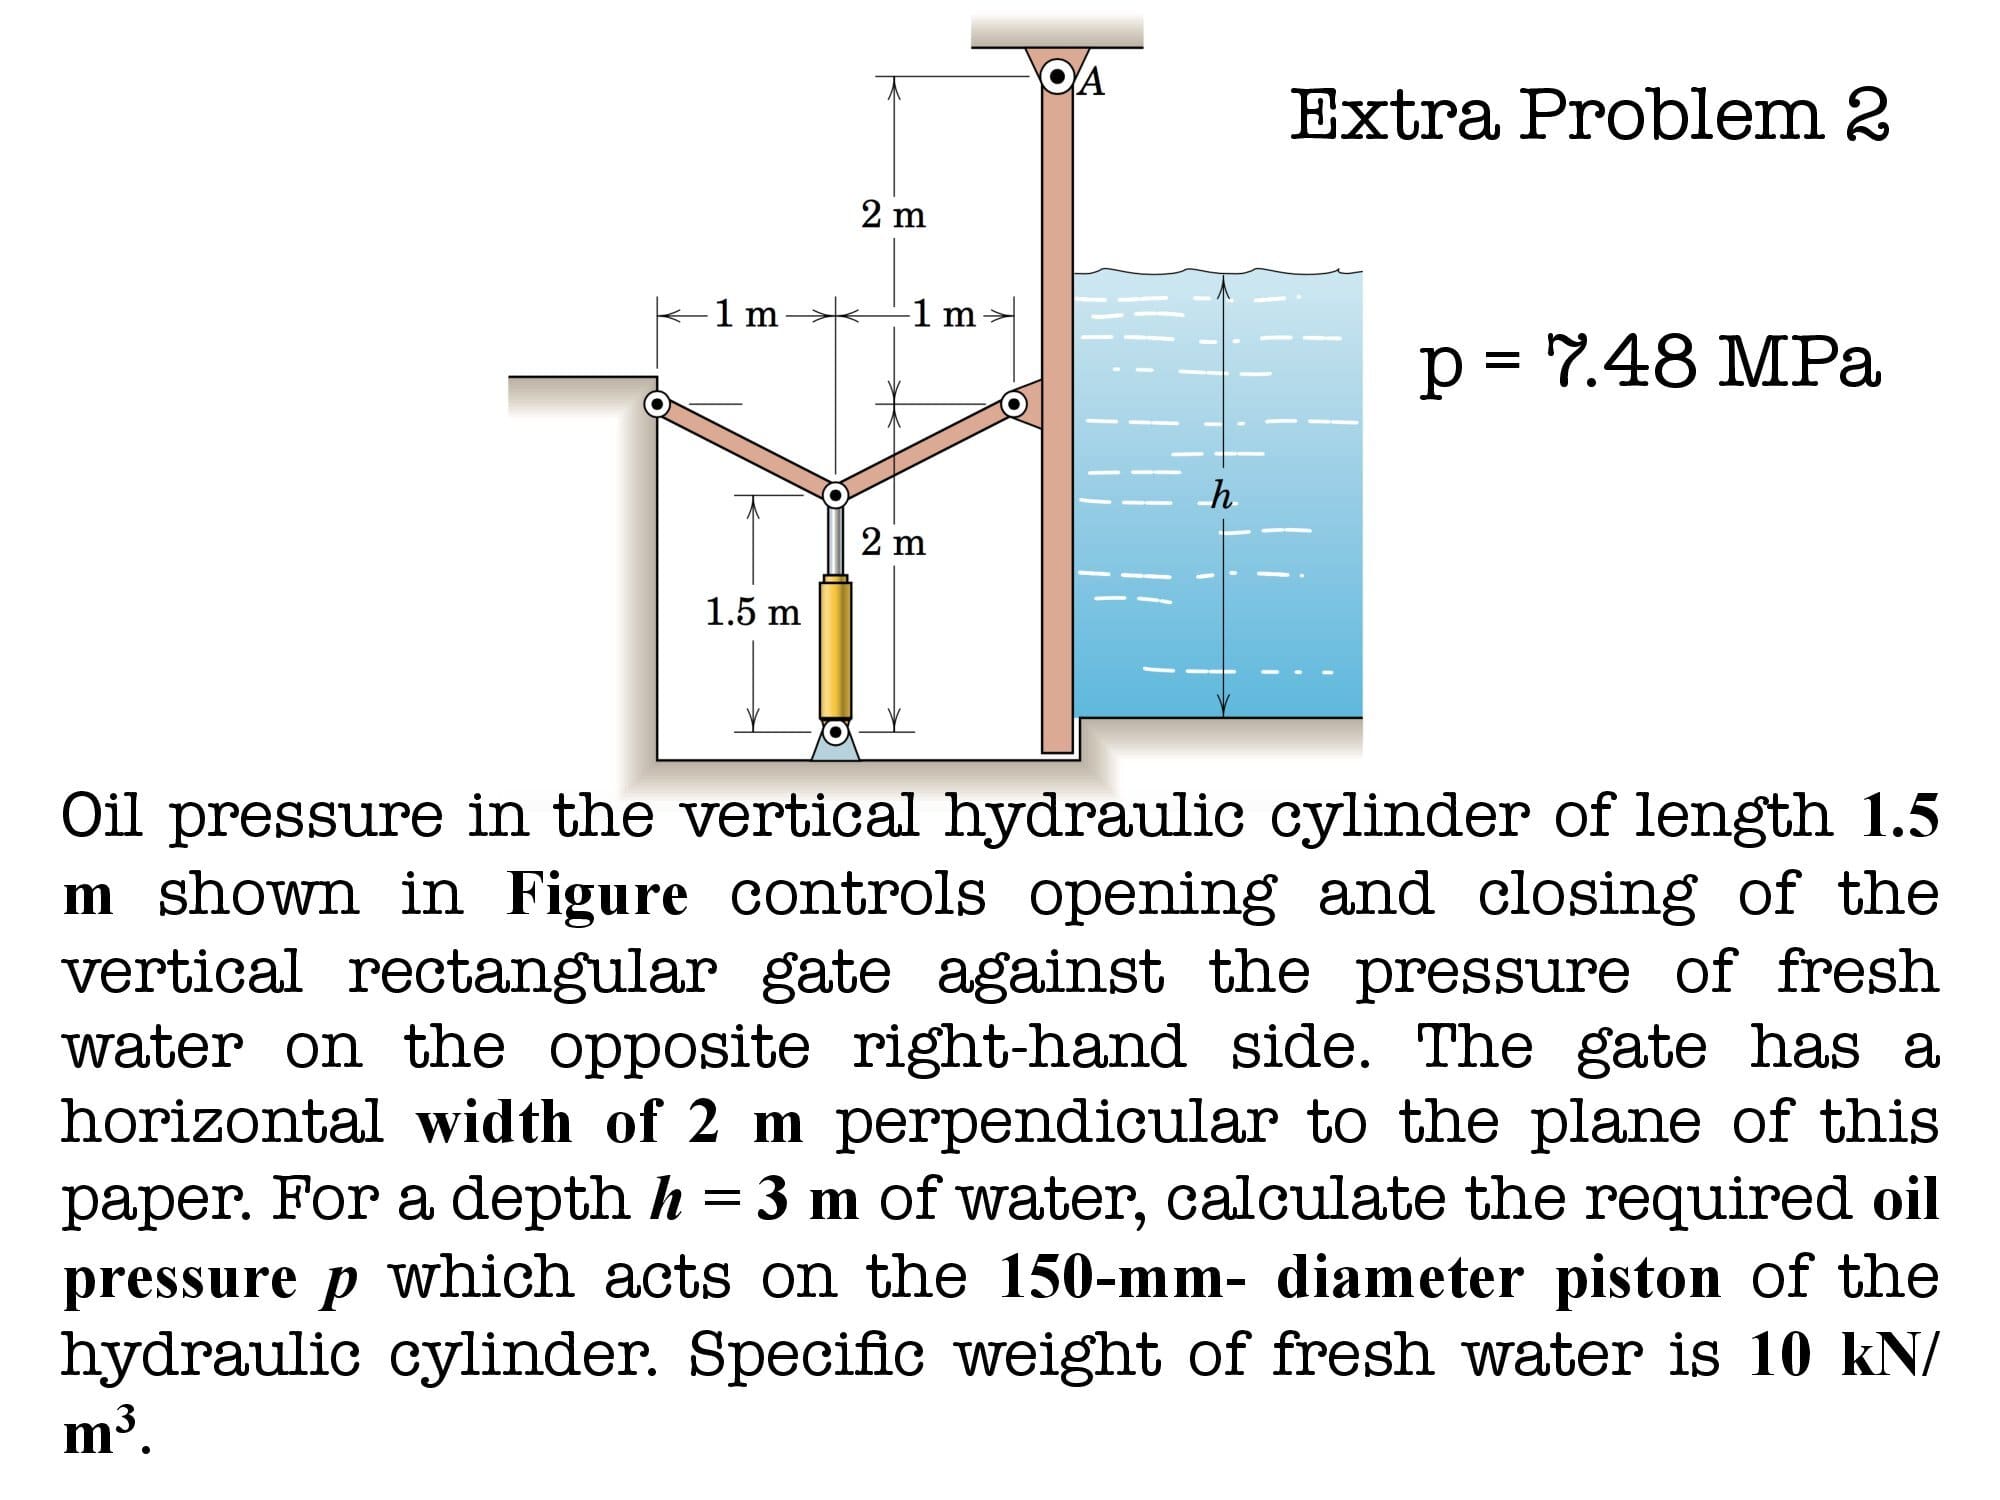 A
Extra Problem 2
2 m
1 m
1 m
p = 7.48 MPa
h
2 m
1.5 m
Oil pressure in the vertical hydraulic cylinder of length 1.5
m shown in Figure controls opening and closing of the
vertical rectangular gate against the pressure of fresh
water on the opposite right-hand side. The gate has a
horizontal width of 2 m perpendicular to the plane of this
paper. For a depth h = 3 m of water, calculate the required oil
pressure p which acts on the 150-mm- diameter piston of the
hydraulic cylinder. Specific weight of fresh water is 10 kN/
m³.